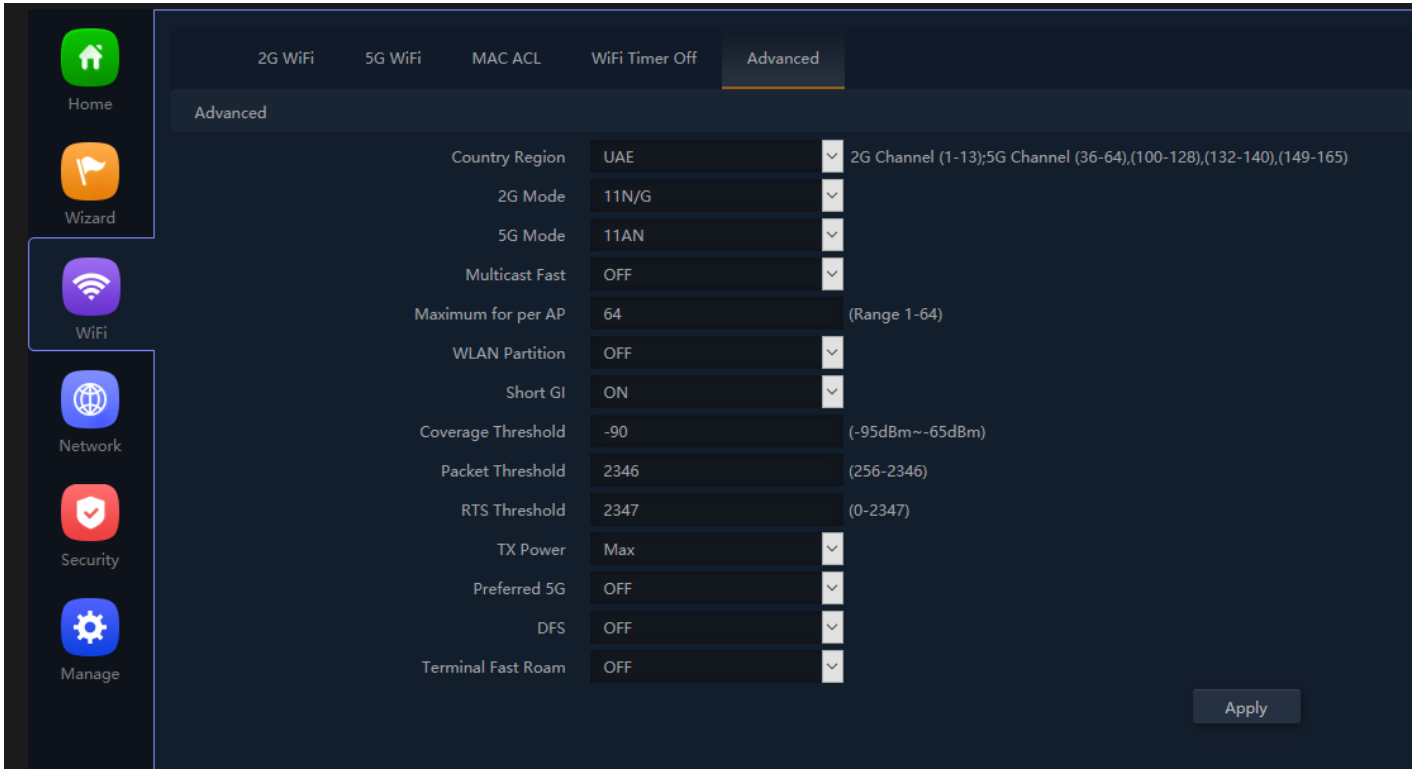 2G WiFi 5G WiFi MAC ACL WiFi Timer Off Advanced
Home
Advanced
Country Region UAE 2G Channel (1-13);5G Channel (36-64),(100-128),(132-140),(149-165)
2G Mode 11N/G
Wizard
5G Mode 11AN
Multicast Fast OFF
Maximum for per AP 64 (Range 1-64)
WiFi
WLAN Partition OFF
Short GI ON
Coverage Threshold -90 (-95dBm~-65dBm)
Network
Packet Threshold 2346 (256-2346)
RTS Threshold 2347 (0-2347)
TX Power Max
Security
Preferred 5G OFF
DFS OFF
Terminal Fast Roam OFF
Manage
Apply